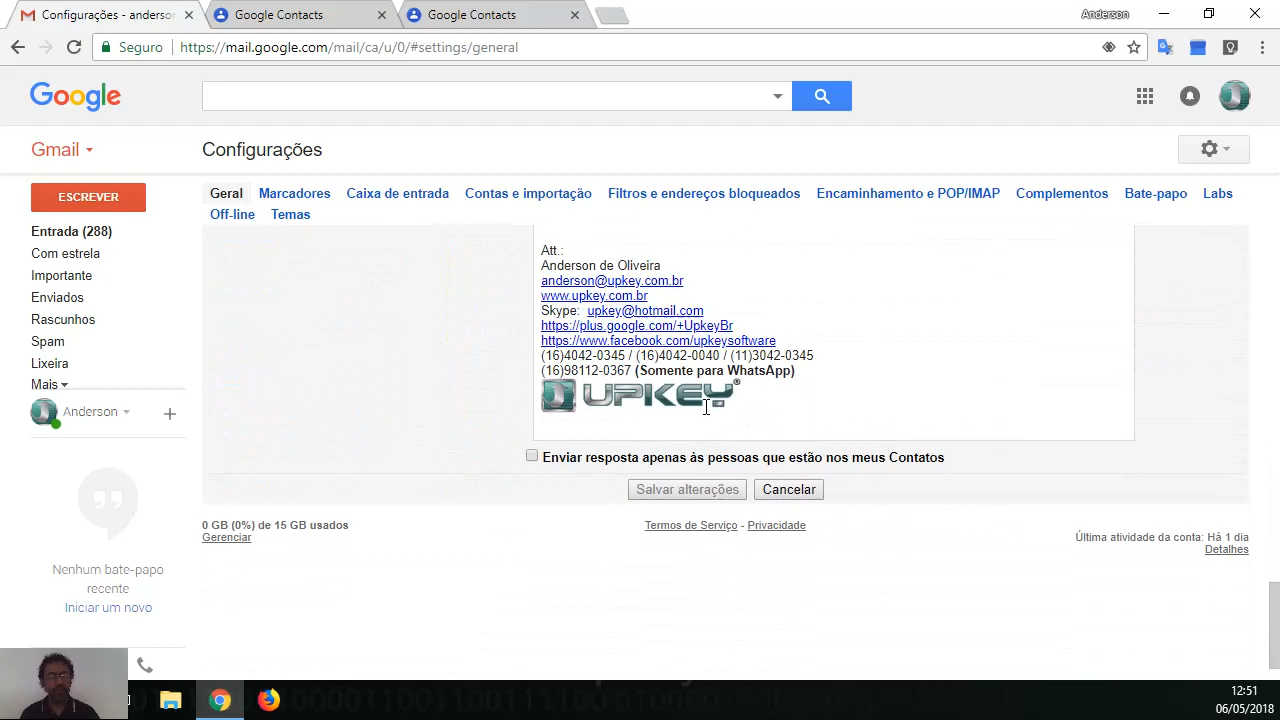 Configurações - anderson
Google Contacts
Google Contacts
Anderson
Seguro
https://mail.google.com/mail/ca/u/0/#settings/general
Google
Gmail
Configurações
ESCREVER
Geral
Marcadores
Caixa de entrada
Contas e importação
Filtros e endereços bloqueados
Encaminhamento e POP/IMAP
Complementos
Bate-papo
Labs
Off-line
Temas
Entrada (288)
Com estrela
Importante
Enviados
Rascunhos
Spam
Lixeira
Mais
Anderson
Nenhum bate-papo
recente
Iniciar um novo
Att.:
Anderson de Oliveira
anderson@upkey.com.br
www.upkey.com.br
Skype: upkey@hotmail.com
https://plus.google.com/+UpkeyBr
https://www.facebook.com/upkeysoftware
(16)4042-0345 / (16)4042-0040 / (11)3042-0345
(16)98112-0367 (Somente para WhatsApp)
UPKEY®
Enviar resposta apenas às pessoas que estão nos meus Contatos
Salvar alterações
Cancelar
0 GB (0%) de 15 GB usados
Gerenciar
Termos de Serviço - Privacidade
Última atividade da conta: Há 1 dia
Detalhes
12:51
06/05/2018